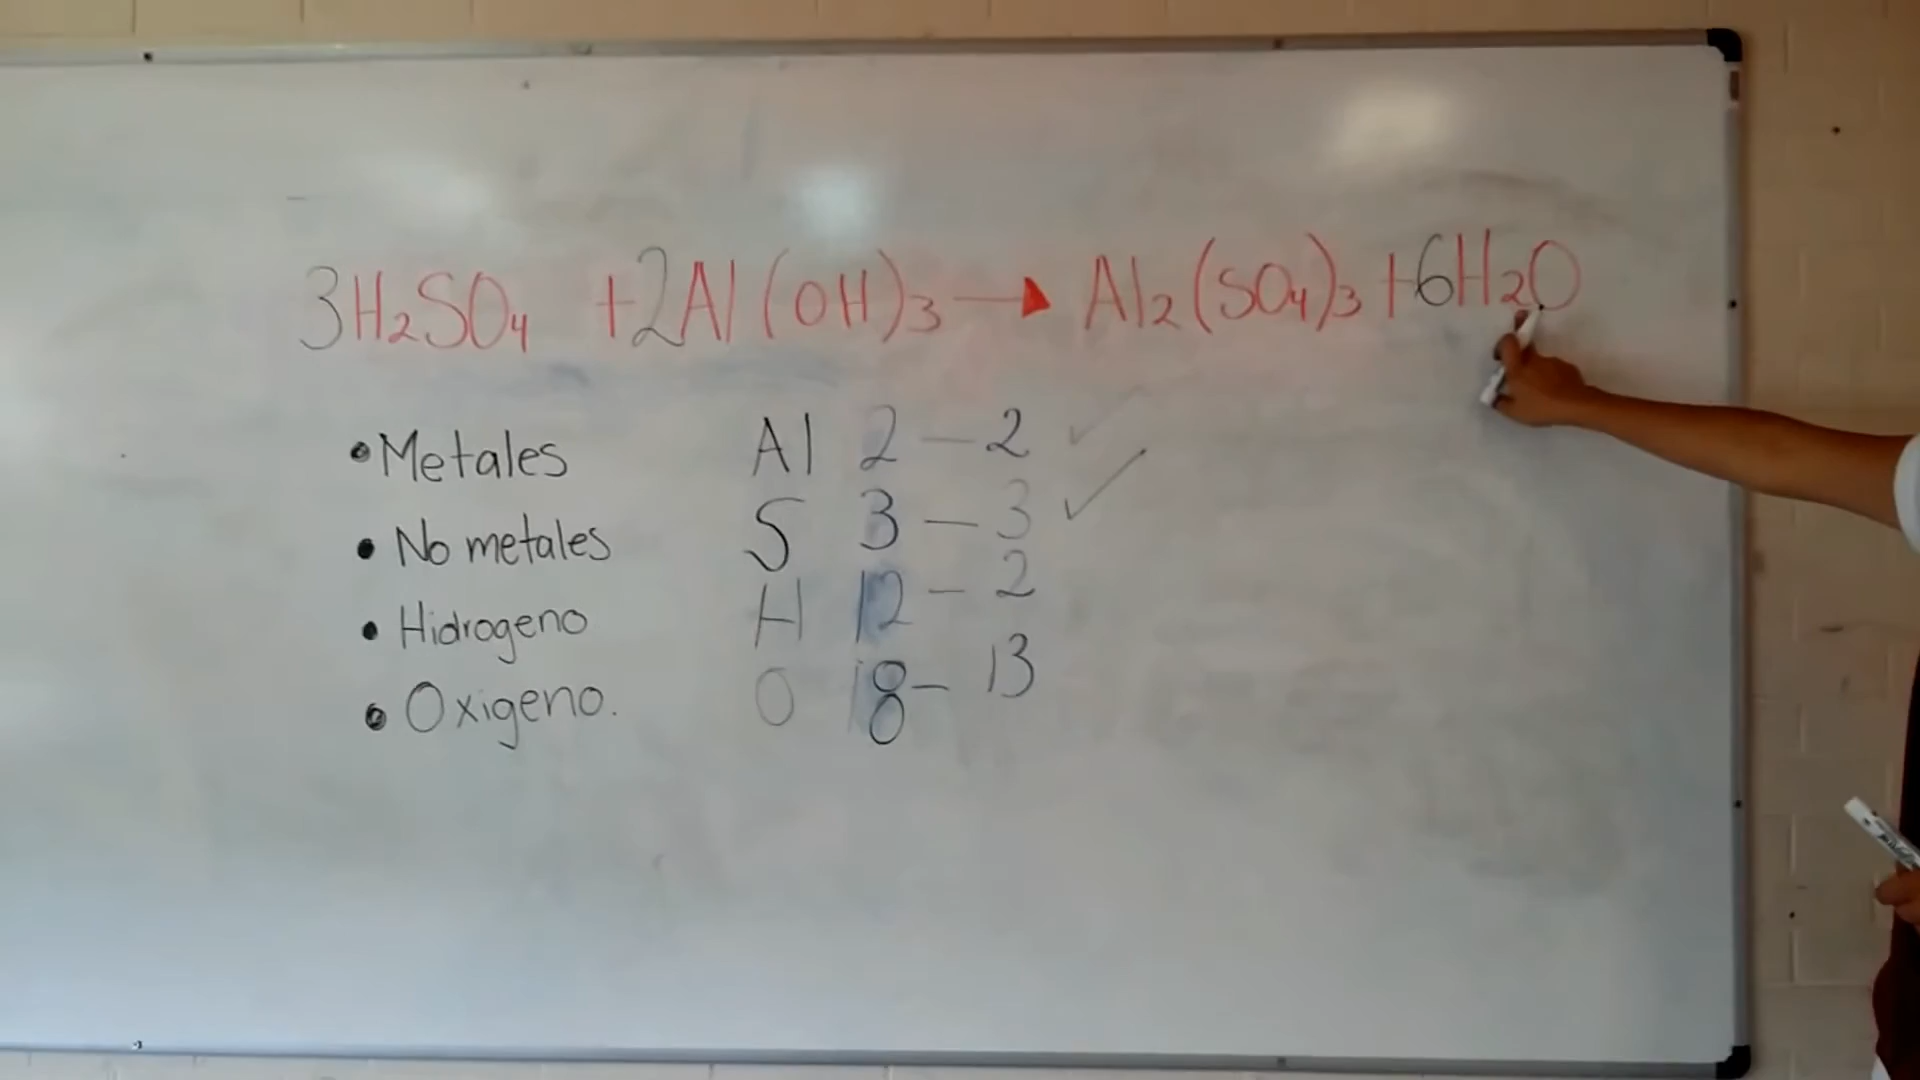 3H₂SO₄ + 2Al(OH)₃ → Al₂(SO₄)₃ + 6H₂O
• Metales Al 2 — 2 ✓
• No metales S 3 — 3 ✓
• Hidrogeno H 12 — 2
• Oxigeno. O 18 — 13